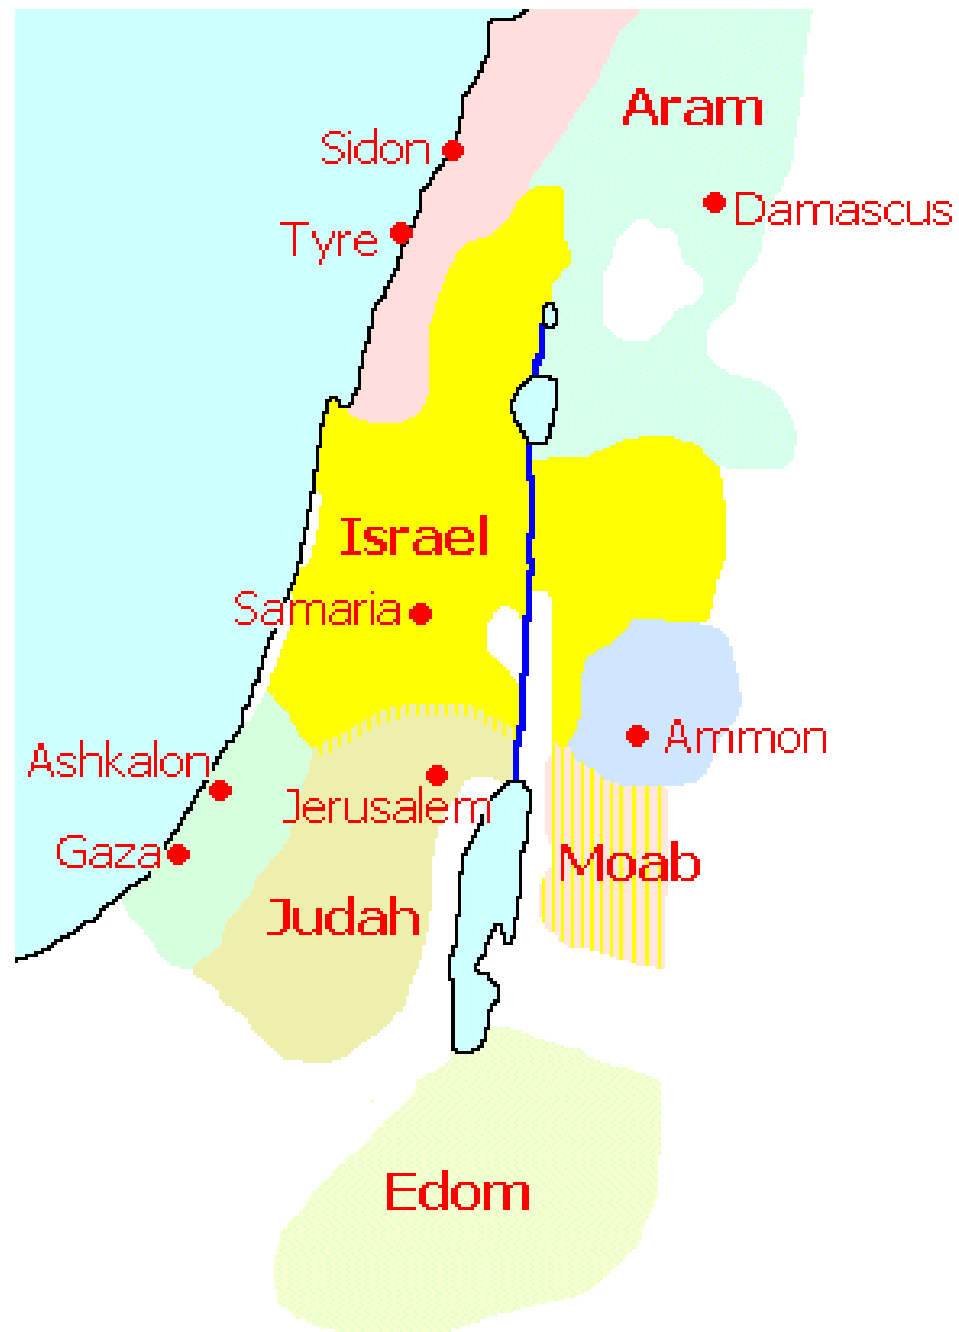 Aram
Sidon
Damascus
Tyre
Israel
Samaria
Ammon
Ashkalon
Jerusalem
Gaza
Moab
Judah
Edom